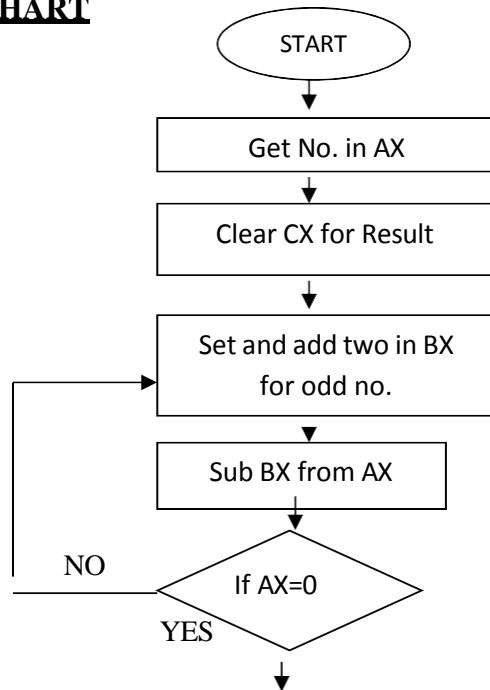 HART
START
Get No. in AX
Clear CX for Result
Set and add two in BX
for odd no.
Sub BX from AX
NO
If AX=0
YES